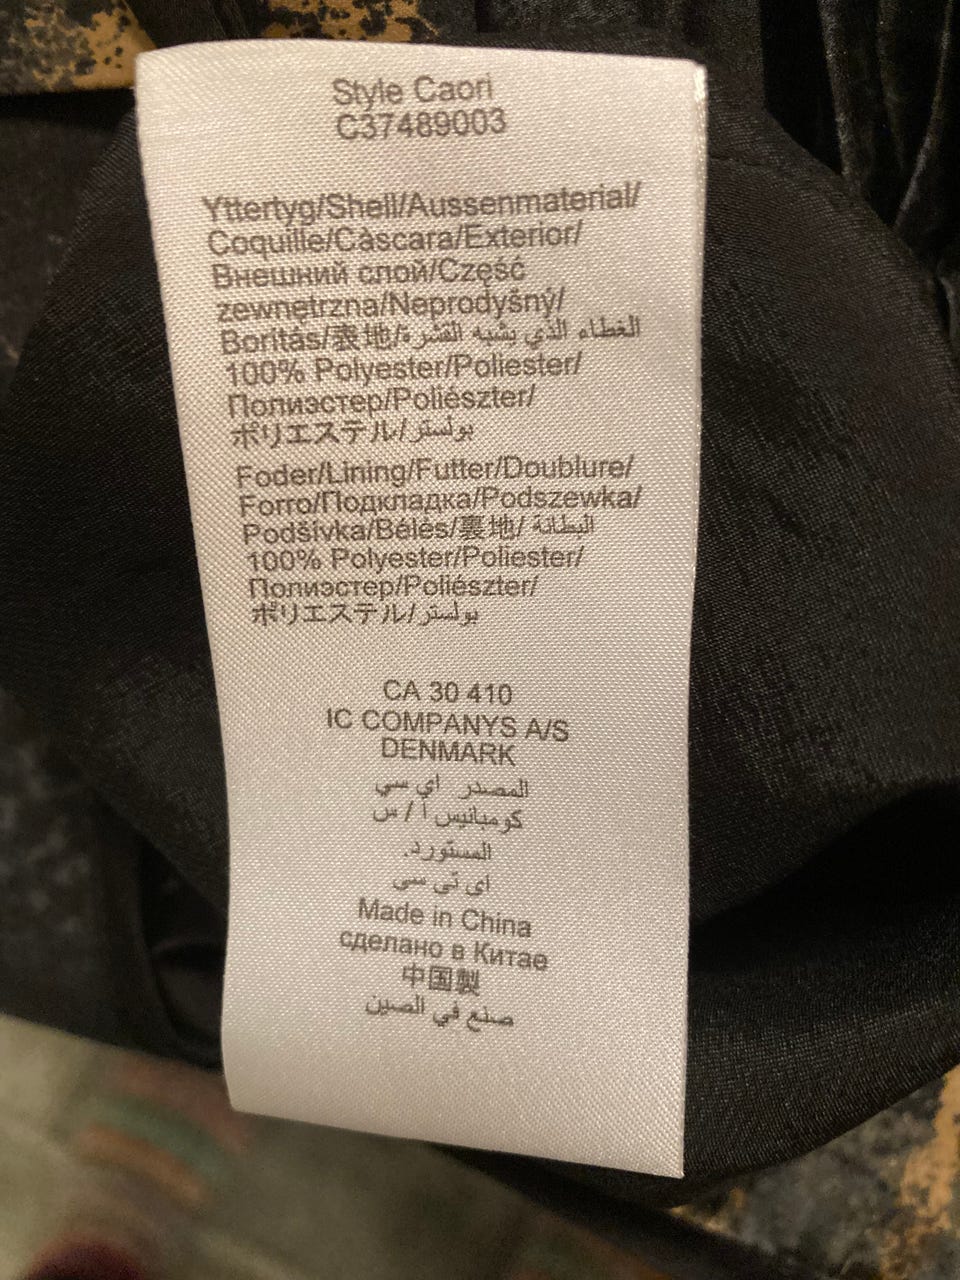 Style Caori
C37489003
Yttertyg/Shell/Aussenmaterial/
Coquille/Càscara/Exterior/
Внешний слой/Część
zewnętrzna/Neprodyšný/
Borítás/表地/الغطاء الذي يشبه القشرة
100% Polyester/Poliester/
Полиэстер/Poliészter/
ポリエステル/بولستر
Foder/Lining/Futter/Doublure/
Forro/Подкладка/Podszewka/
Podšívka/Bélés/裏地/ البطانة
100% Polyester/Poliester/
Полиэстер/Poliészter/
ポリエステル/بولستر
CA 30 410
IC COMPANYS A/S
DENMARK
المصدر اي سي
كومبانيس أ / س
المستورد.
اي تي سي
Made in China
сделано в Китае
中国製
صنع في الصين